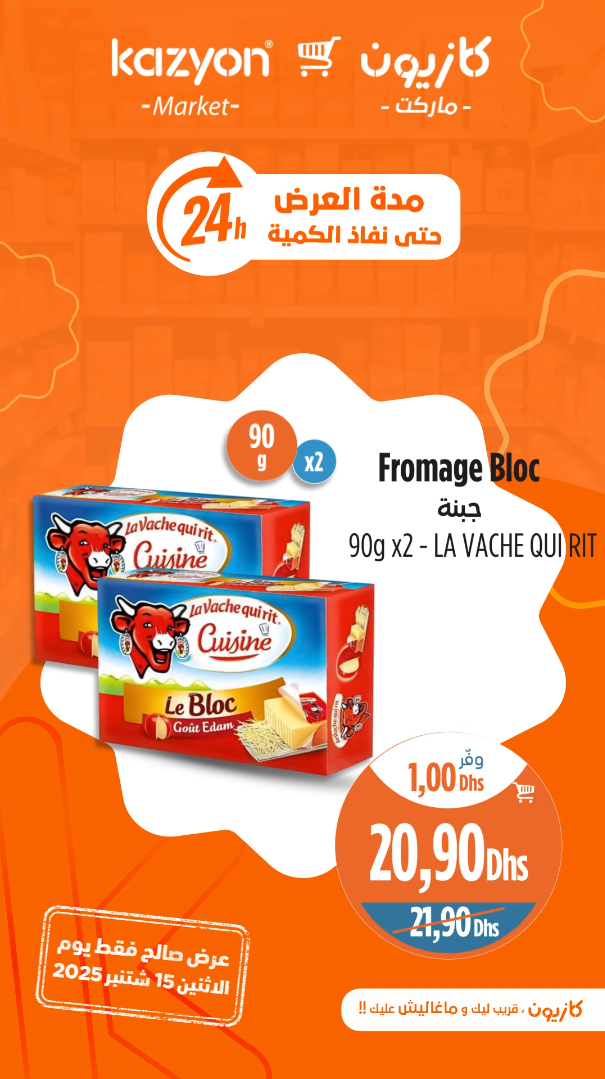 kazyon® كازيون
-Market- - ماركت -
24h
مدة العرض
حتى نفاذ الكمية
90
g
x2
Fromage Bloc
جبنة
90g x2 - LA VACHE QUI RIT
La vache qui rit.
Cuisine
La vache qui rit.
Cuisine
Le Bloc
Goût Edam
وفّر
1,00 Dhs
20,90 Dhs
21,90 Dhs
عرض صالح فقط يوم
الاثنين 15 شتنبر 2025
كازيون ، قريب ليك و ماغاليش عليك !!